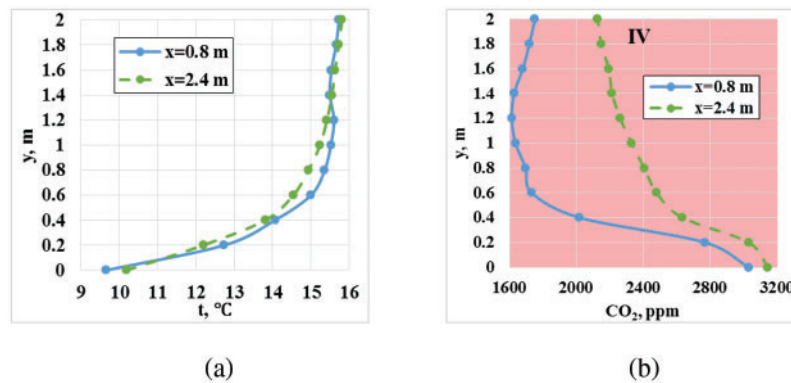 2
1.8
1.6
1.4
1.2
1
0.8
0.6
0.4
0.2
0
y, m
x=0.8 m
x=2.4 m
9 10 11 12 13 14 15 16
t, °C
(a)
2
1.8
1.6
1.4
1.2
1
0.8
0.6
0.4
0.2
0
y, m
IV
x=0.8 m
x=2.4 m
1600 2000 2400 2800 3200
CO₂, ppm
(b)